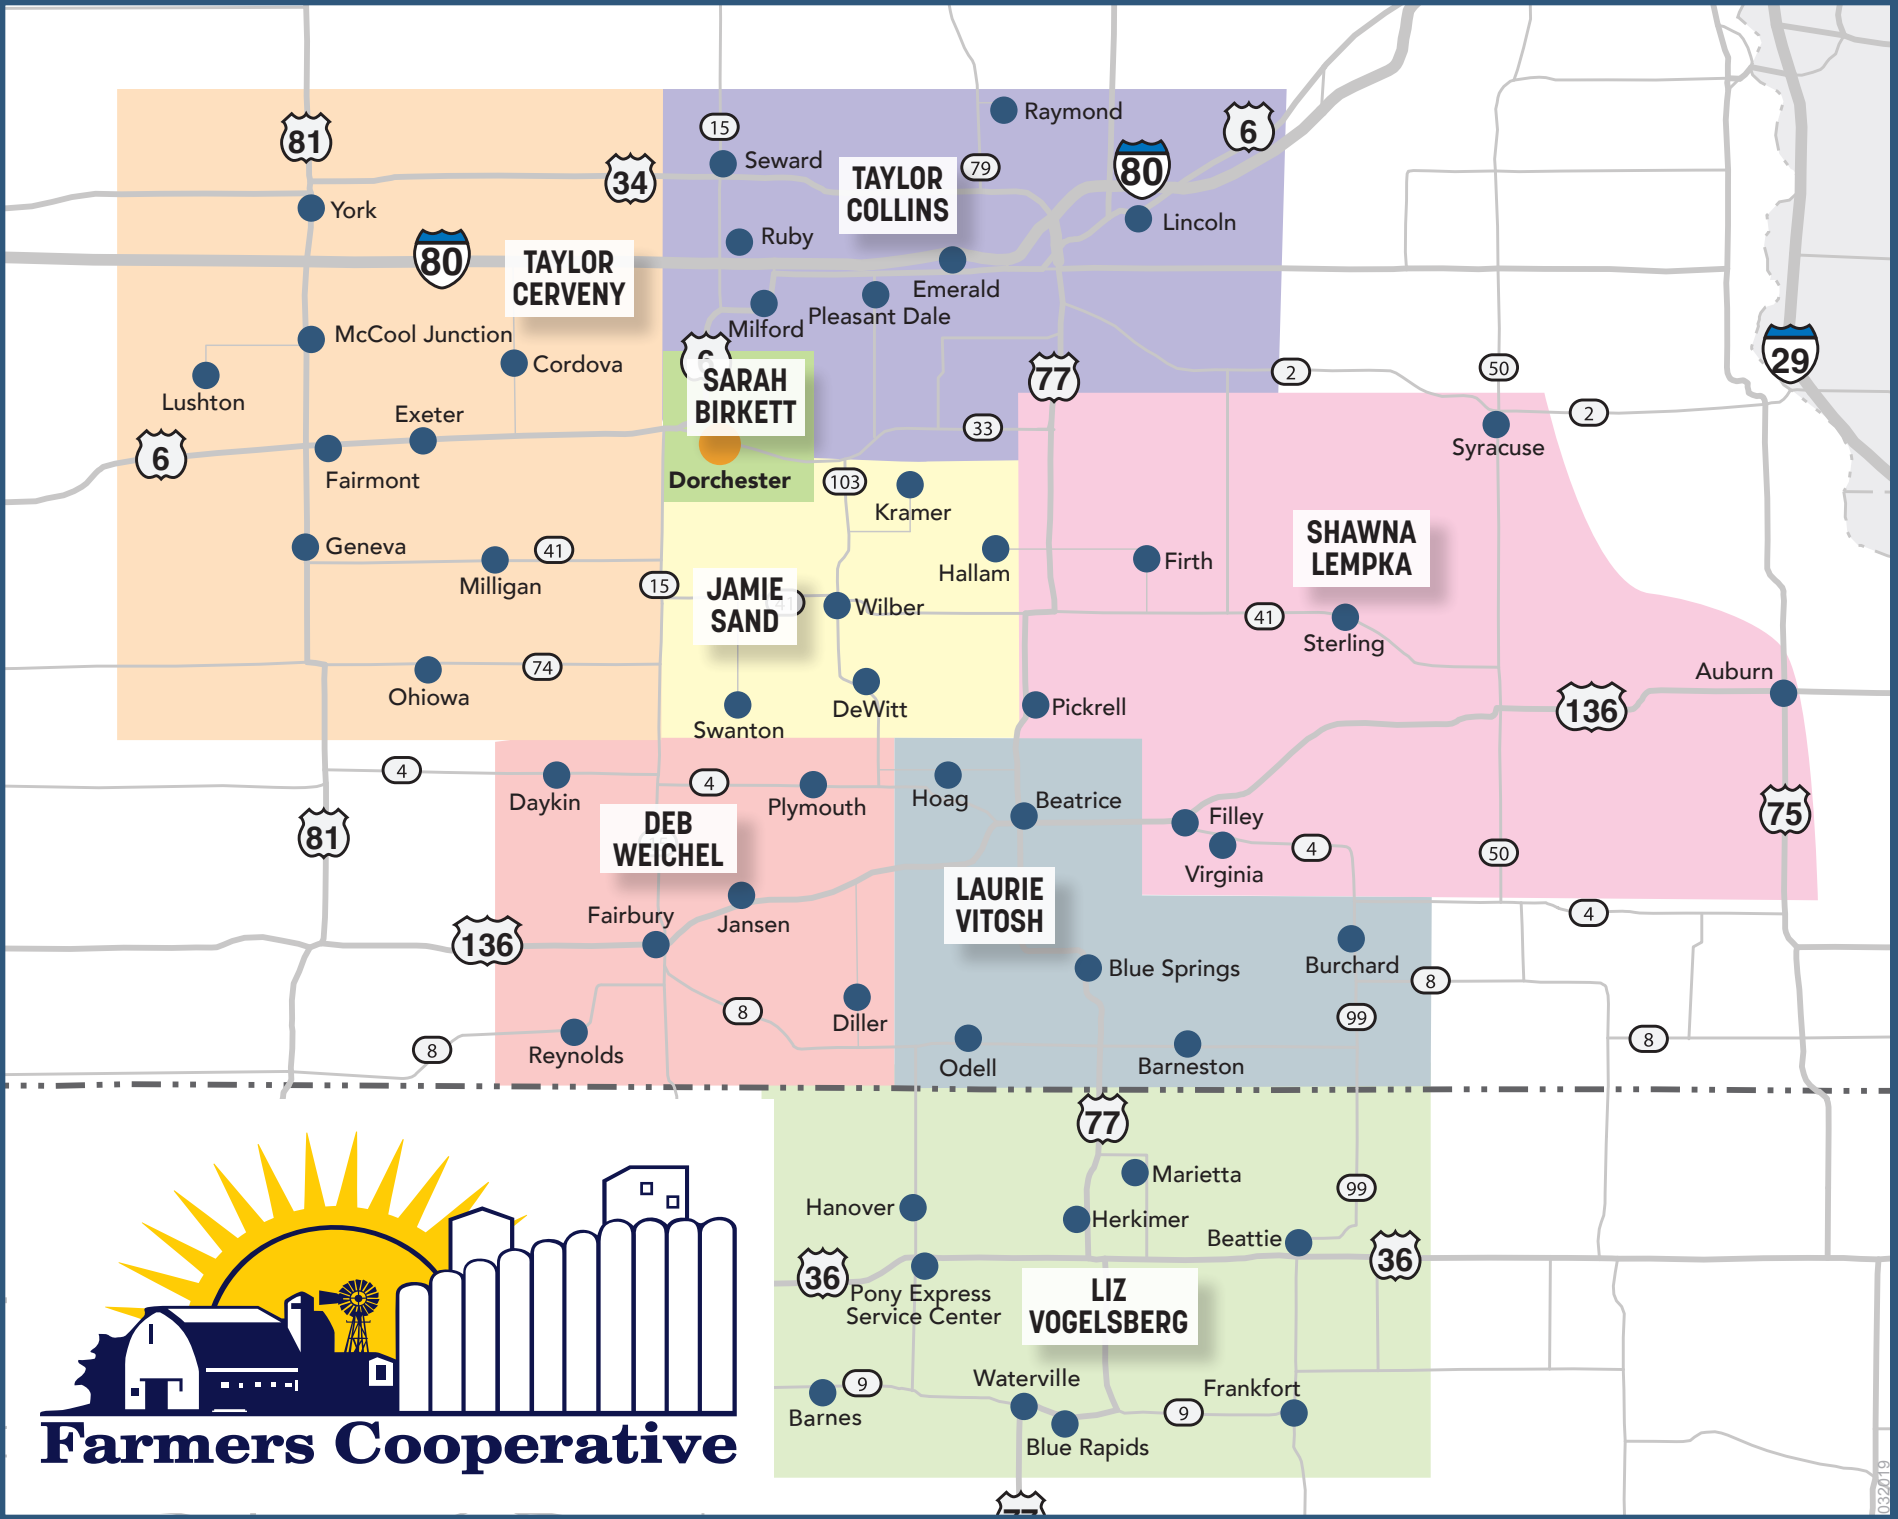 Raymond
81
15
6
Seward
79
80
34
TAYLOR
COLLINS
York
Lincoln
Ruby
80
TAYLOR
CERVENY
Emerald
Pleasant Dale
Milford
McCool Junction
6
29
Cordova
2
50
77
SARAH
BIRKETT
Lushton
Exeter
2
33
Syracuse
6
Fairmont
Dorchester
103
Kramer
SHAWNA
LEMPKA
Geneva
41
Hallam
Firth
Milligan
15
JAMIE
SAND
41
Wilber
41
Sterling
74
Auburn
Ohiowa
DeWitt
Pickrell
136
Swanton
4
Daykin
4
Plymouth
Hoag
Beatrice
75
81
DEB
WEICHEL
Filley
4
50
Virginia
LAURIE
VITOSH
Fairbury
Jansen
4
136
Burchard
Blue Springs
8
8
Diller
99
8
Reynolds
Odell
Barneston
8
77
Marietta
99
Hanover
Herkimer
Beattie
36
36
Pony Express
Service Center
LIZ
VOGELSBERG
Waterville
9
Frankfort
Barnes
9
Blue Rapids
Farmers Cooperative
77
032019